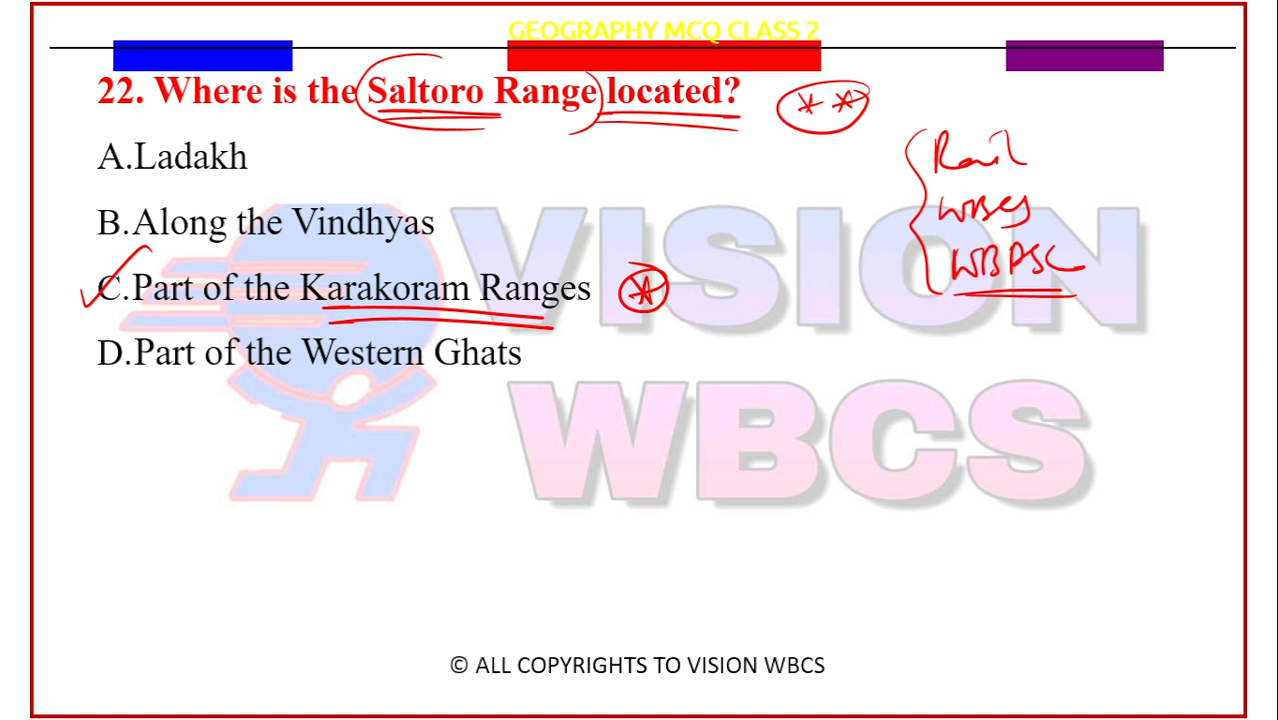 GEOGRAPHY MCQ CLASS 2
22. Where is the Saltoro Range located?
A.Ladakh
B.Along the Vindhyas
C.Part of the Karakoram Ranges
D.Part of the Western Ghats
Rail
WBCS
WBPSC
VISION
WBCS
© ALL COPYRIGHTS TO VISION WBCS